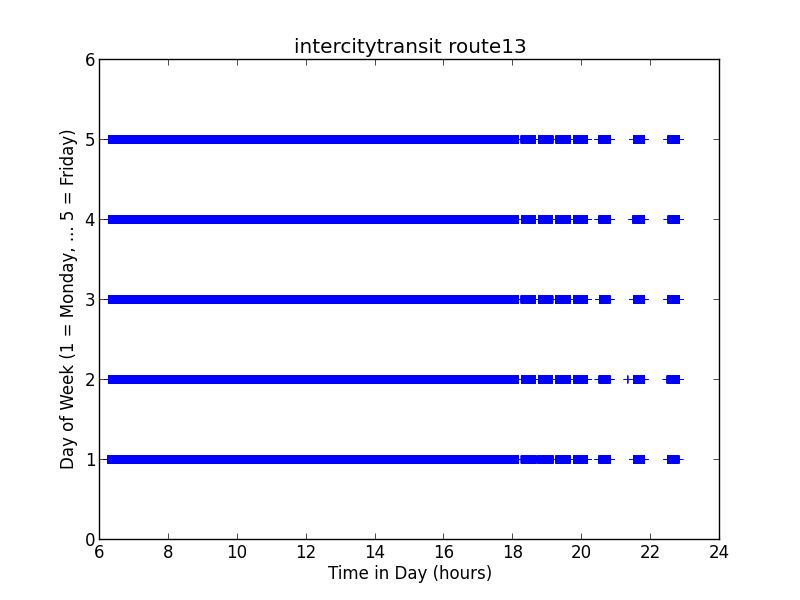 intercitytransit route13
6
5
4
3
2
1
0
Day of Week (1 = Monday, ... 5 = Friday)
6 8 10 12 14 16 18 20 22 24
Time in Day (hours)